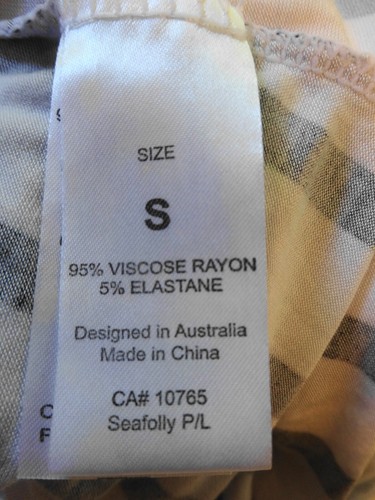 SIZE
S
95% VISCOSE RAYON
5% ELASTANE
Designed in Australia
Made in China
CA# 10765
Seafolly P/L